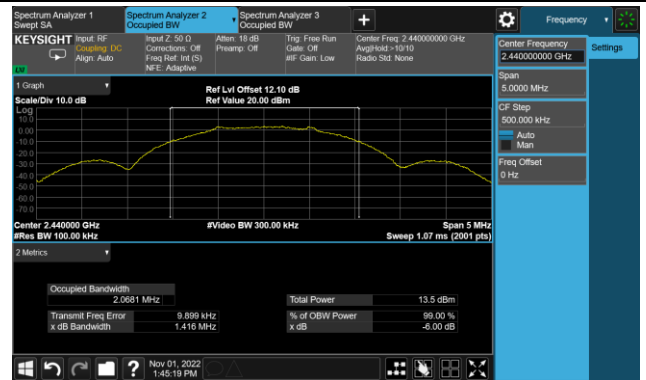 Spectrum Analyzer 1
Swept SA
Spectrum Analyzer 2
Occupied BW
Spectrum Analyzer 3
Occupied BW
+
Frequency
KEYSIGHT
Input: RF
Coupling: DC
Align: Auto
Input Z: 50 Ω
Corrections: Off
Freq Ref: Int (S)
NFE: Adaptive
Atten: 18 dB
Preamp: Off
Trig: Free Run
Gate: Off
#IF Gain: Low
Center Freq: 2.440000000 GHz
Avg|Hold:>10/10
Radio Std: None
Center Frequency
2.440000000 GHz
Settings
Span
5.0000 MHz
CF Step
500.000 kHz
Auto
Man
Freq Offset
0 Hz
1 Graph
Scale/Div 10.0 dB
Ref Lvl Offset 12.10 dB
Ref Value 20.00 dBm
Log
10.0
0.00
-10.0
-20.0
-30.0
-40.0
-50.0
-60.0
-70.0
Center 2.440000 GHz
#Res BW 100.00 kHz
#Video BW 300.00 kHz
Span 5 MHz
Sweep 1.07 ms (2001 pts)
2 Metrics
Occupied Bandwidth
2.0681 MHz
Transmit Freq Error 9.899 kHz
x dB Bandwidth 1.416 MHz
Total Power 13.5 dBm
% of OBW Power 99.00 %
x dB -6.00 dB
?
Nov 01, 2022
1:45:19 PM